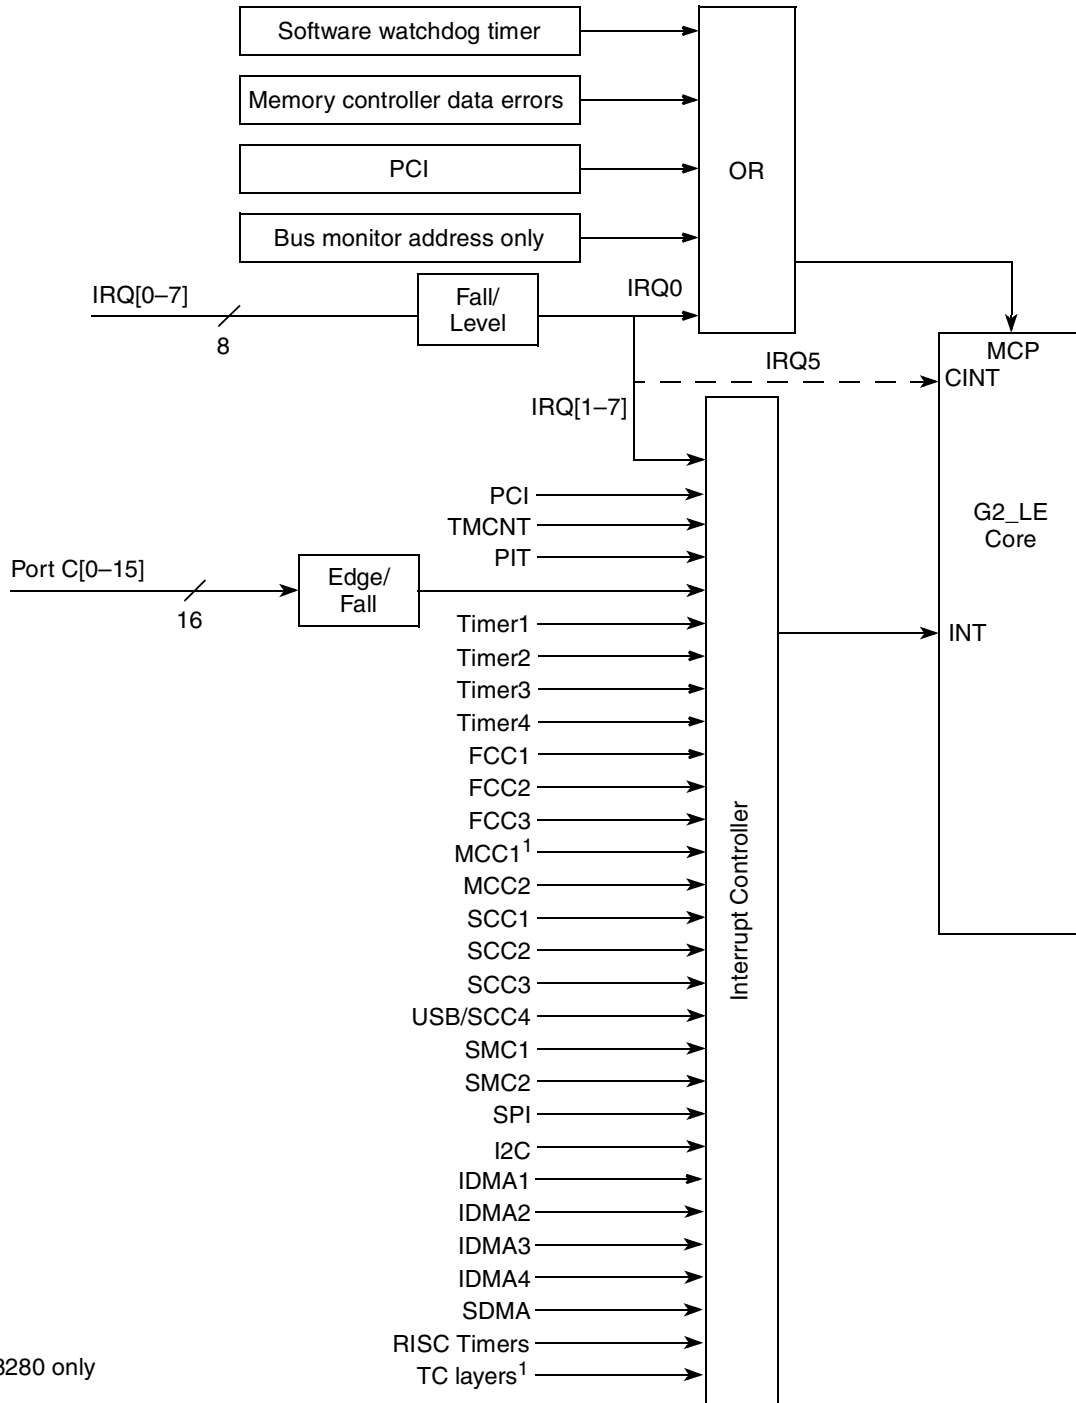 Software watchdog timer
Memory controller data errors
PCI
Bus monitor address only
OR
IRQ[0–7]
8
Fall/
Level
IRQ0
IRQ5
IRQ[1–7]
MCP
CINT
G2_LE
Core
INT
PCI
TMCNT
PIT
Port C[0–15]
16
Edge/
Fall
Timer1
Timer2
Timer3
Timer4
FCC1
FCC2
FCC3
MCC1¹
MCC2
SCC1
SCC2
SCC3
USB/SCC4
SMC1
SMC2
SPI
I2C
IDMA1
IDMA2
IDMA3
IDMA4
SDMA
RISC Timers
TC layers¹
Interrupt Controller
8280 only